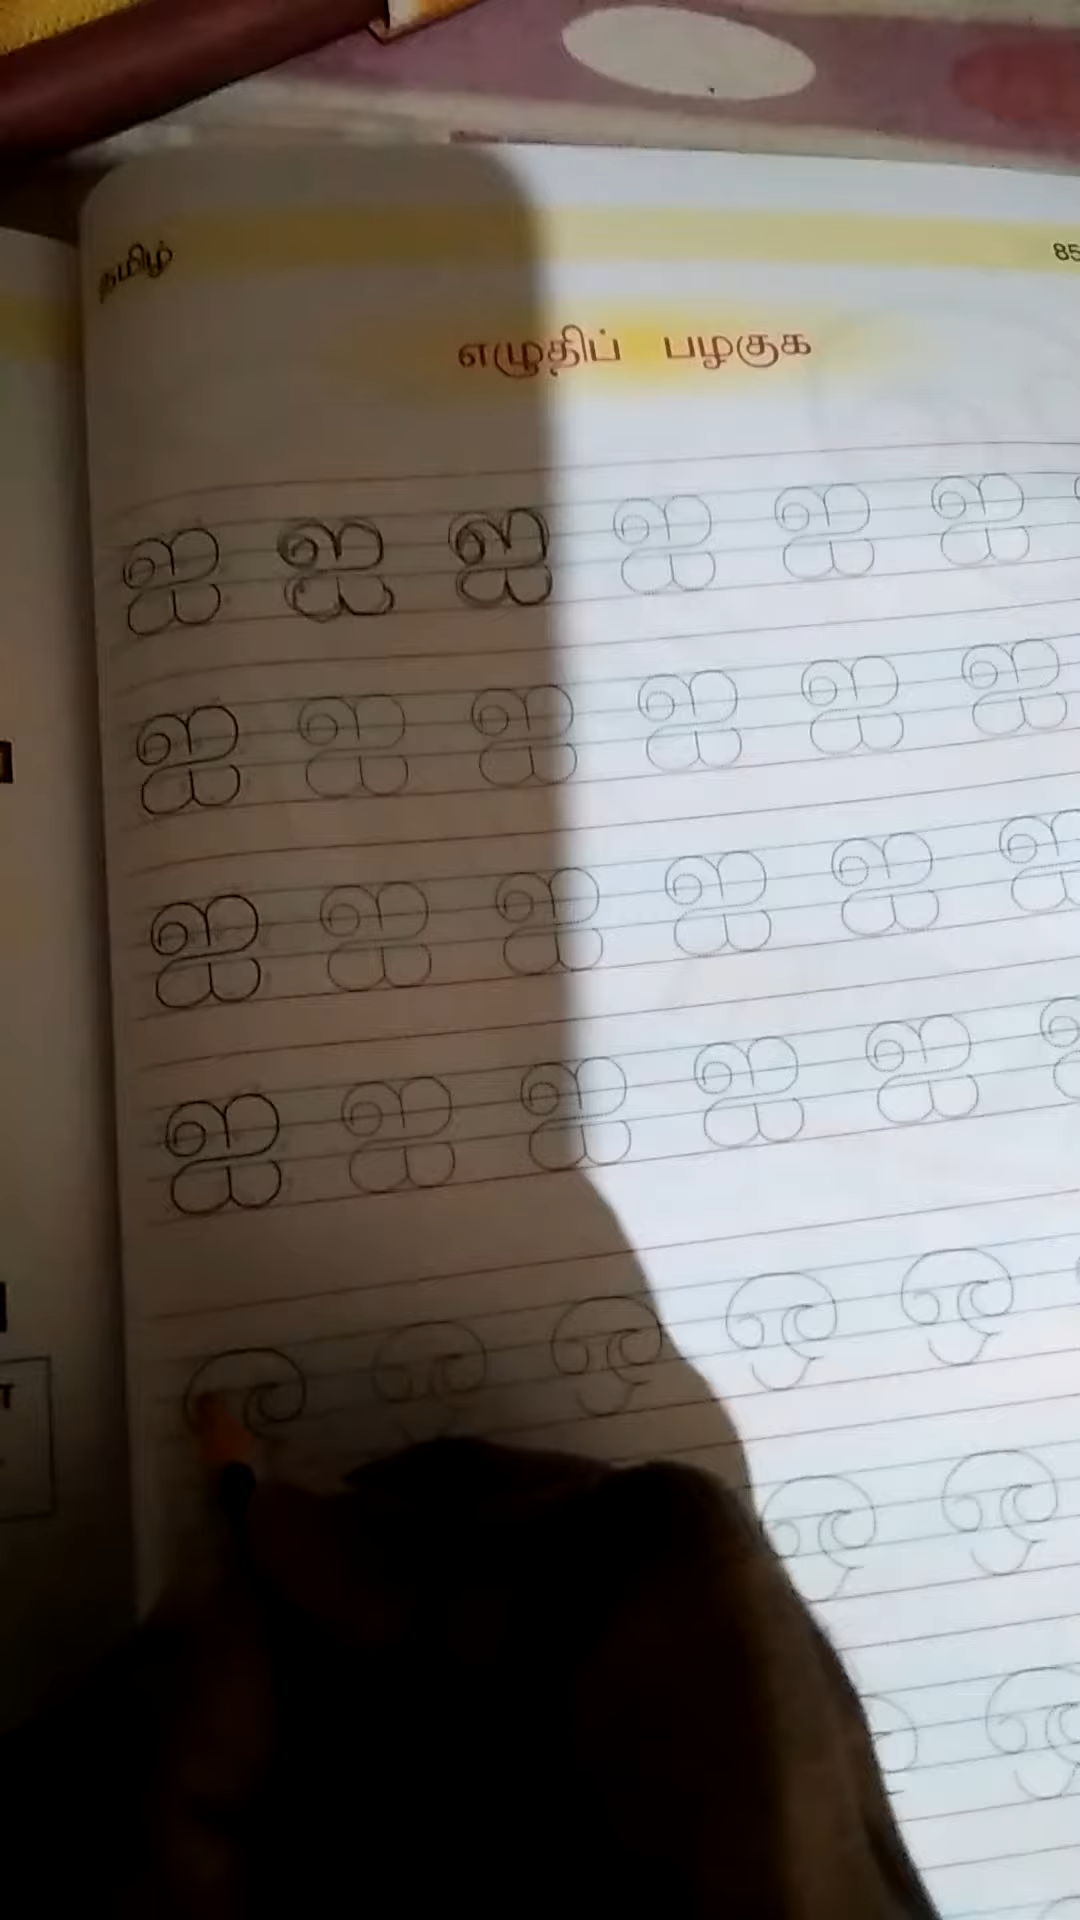 தமிழ் 85
எழுதிப் பழகுக
ஐ ஐ ஐ ஐ ஐ ஐ
ஐ ஐ ஐ ஐ ஐ ஐ
ஐ ஐ ஐ ஐ ஐ ஐ
ஐ ஐ ஐ ஐ ஐ ஐ
ஒ ஒ ஒ ஒ ஒ
ஒ ஒ
ஒ